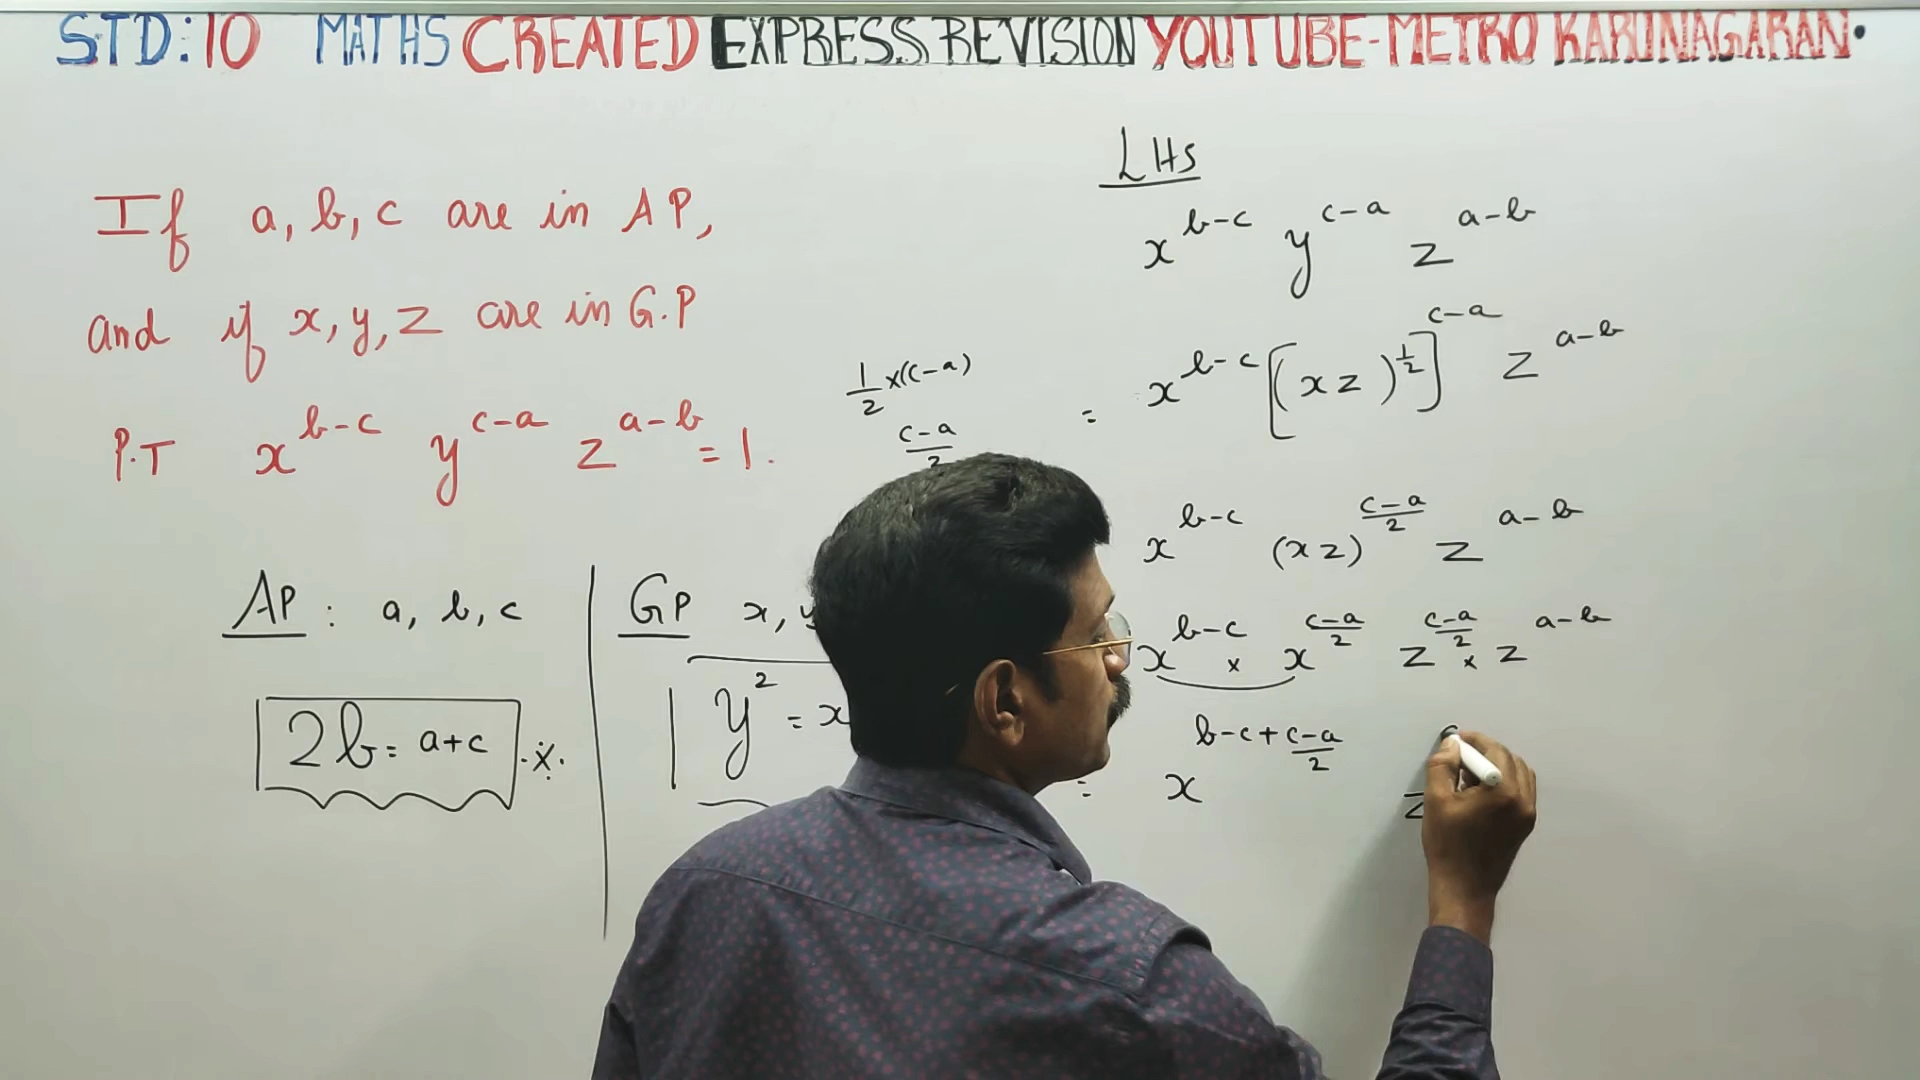 STD:10 MATHS CREATED EXPRESS REVISION YOUTUBE-METRO KARUNAGARAN.
If a, b, c are in AP,
and if x, y, z are in G.P
P.T x^{b-c} y^{c-a} z^{a-b} = 1.
AP : a, b, c
2b = a+c
GP x, y
y^2 = x
1/2 x(c-a)
c-a/2
LHS
x^{b-c} y^{c-a} z^{a-b}
= x^{b-c} [(xz)^{1/2}]^{c-a} z^{a-b}
x^{b-c} (xz)^{c-a/2} z^{a-b}
x^{b-c} x x^{c-a/2} z^{c-a/2} x z^{a-b}
= x^{b-c+c-a/2} z